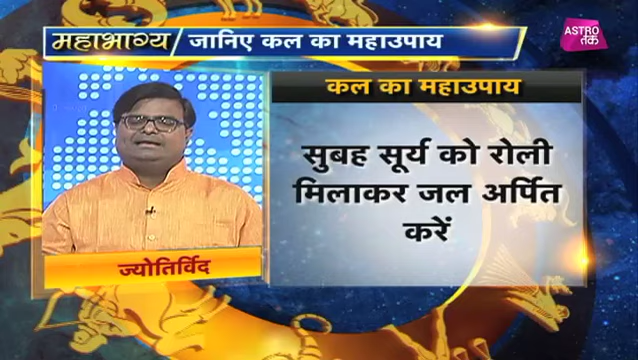 महाभाग्य
जानिए कल का महाउपाय
ASTRO
तक
कल का महाउपाय
सुबह सूर्य को रोली
मिलाकर जल अर्पित
करें
ज्योतिर्विद